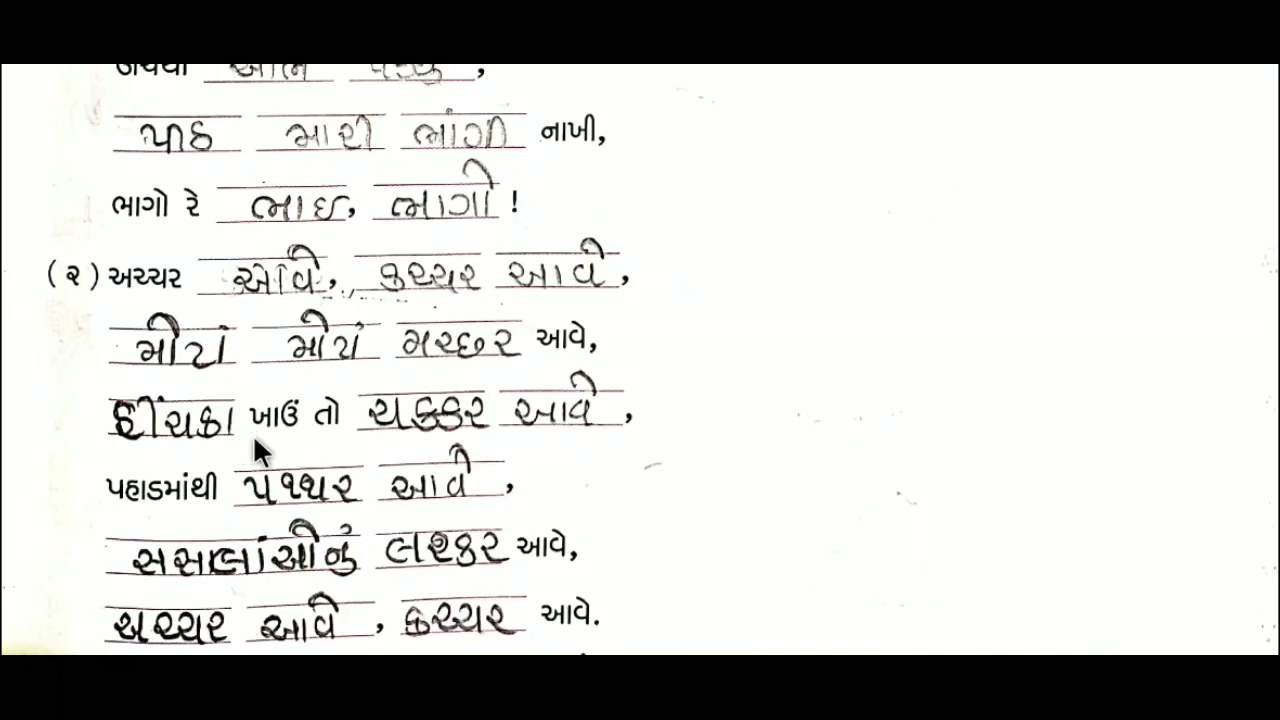 પીઠ મારી ભાંગી નાખી,
ભાગો રે ભાઇ, ભાગો !
(૨) અચ્ચર આવે, કચ્ચર આવે,
મોટાં મોટાં મચ્છર આવે,
હીંચકા ખાઉં તો ચક્કર આવે,
પહાડમાંથી પથ્થર આવે,
સસલાંઓનું લશ્કર આવે,
અચ્ચર આવે, કચ્ચર આવે.